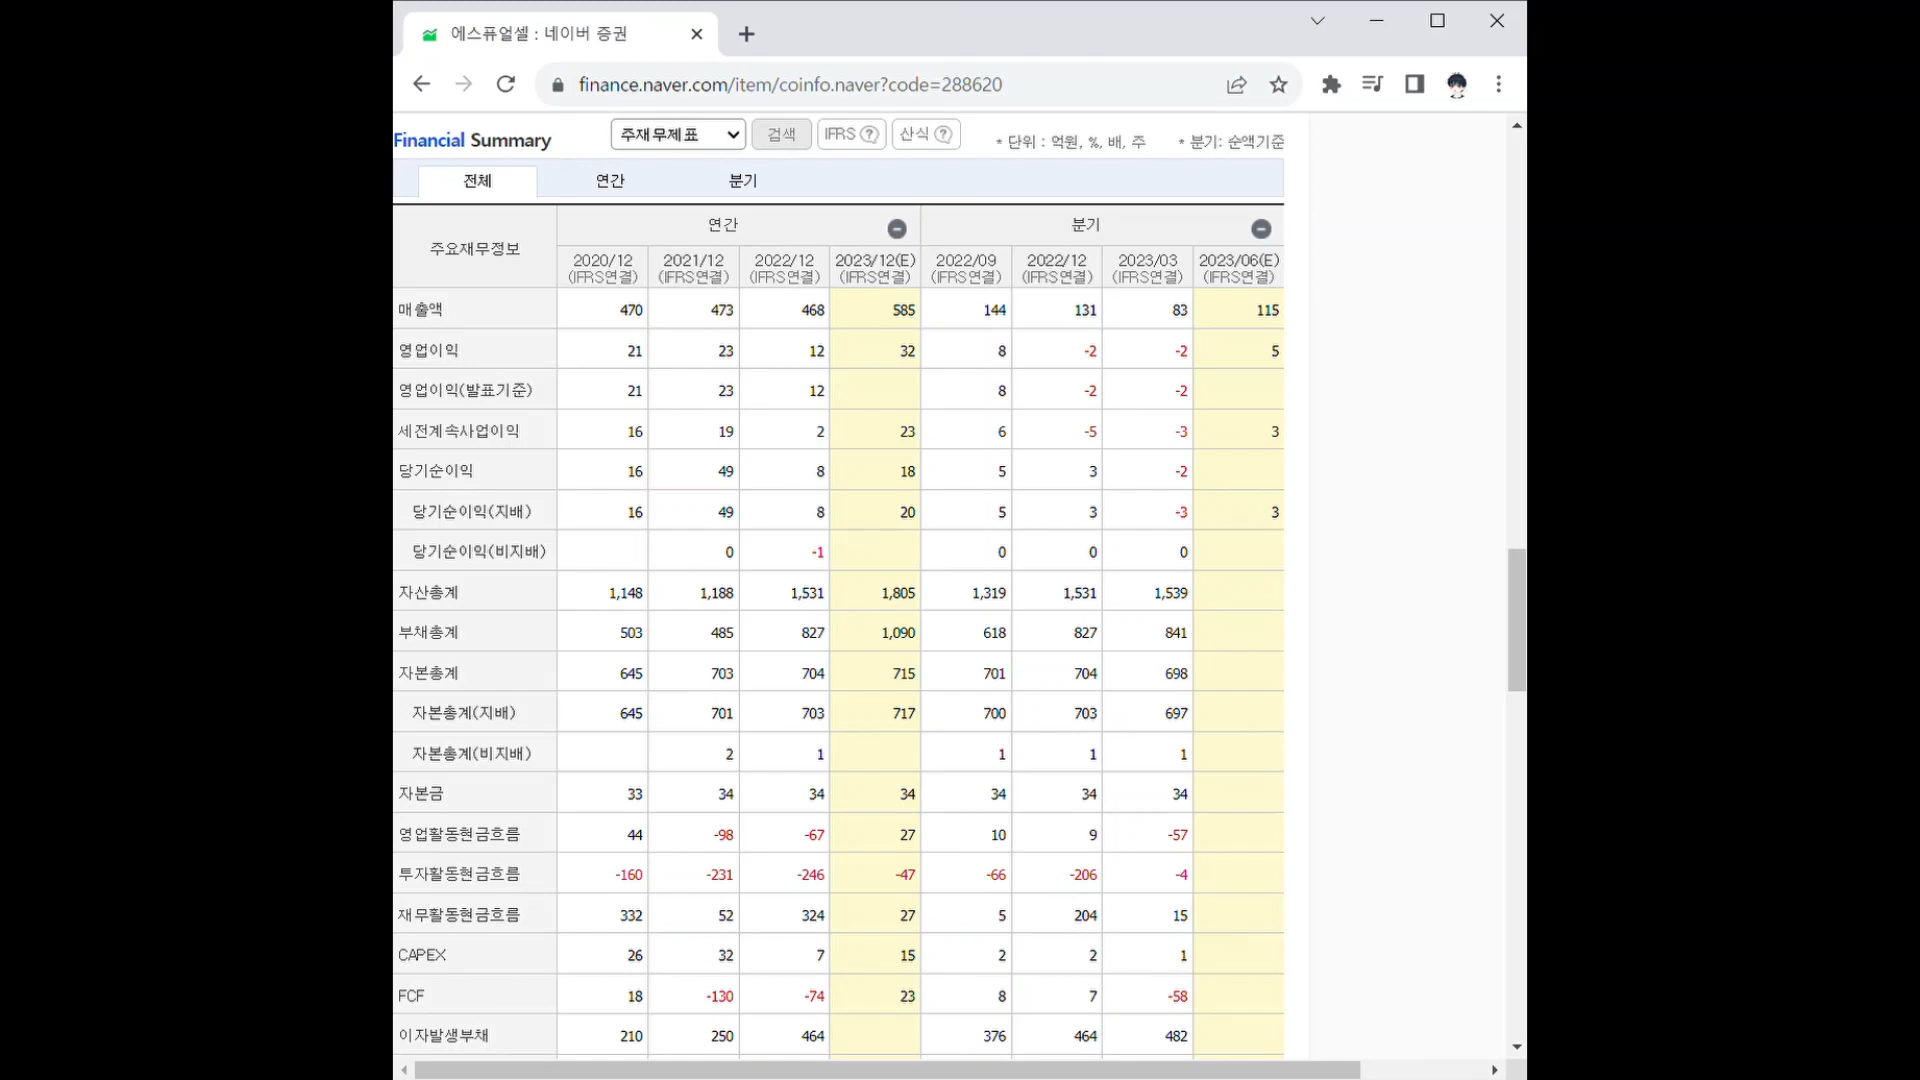 에스퓨얼셀 : 네이버 증권
finance.naver.com/item/coinfo.naver?code=288620
Financial Summary 주재무제표 검색 IFRS ? 산식 ? * 단위 : 억원, %, 배, 주 * 분기: 순액기준
전체 연간 분기
주요재무정보 연간 분기
2020/12 2021/12 2022/12 2023/12(E) 2022/09 2022/12 2023/03 2023/06(E)
(IFRS연결) (IFRS연결) (IFRS연결) (IFRS연결) (IFRS연결) (IFRS연결) (IFRS연결) (IFRS연결)
매출액 470 473 468 585 144 131 83 115
영업이익 21 23 12 32 8 -2 -2 5
영업이익(발표기준) 21 23 12 8 -2 -2
세전계속사업이익 16 19 2 23 6 -5 -3 3
당기순이익 16 49 8 18 5 3 -2
당기순이익(지배) 16 49 8 20 5 3 -3 3
당기순이익(비지배) 0 -1 0 0 0
자산총계 1,148 1,188 1,531 1,805 1,319 1,531 1,539
부채총계 503 485 827 1,090 618 827 841
자본총계 645 703 704 715 701 704 698
자본총계(지배) 645 701 703 717 700 703 697
자본총계(비지배) 2 1 1 1 1
자본금 33 34 34 34 34 34 34
영업활동현금흐름 44 -98 -67 27 10 9 -57
투자활동현금흐름 -160 -231 -246 -47 -66 -206 -4
재무활동현금흐름 332 52 324 27 5 204 15
CAPEX 26 32 7 15 2 2 1
FCF 18 -130 -74 23 8 7 -58
이자발생부채 210 250 464 376 464 482